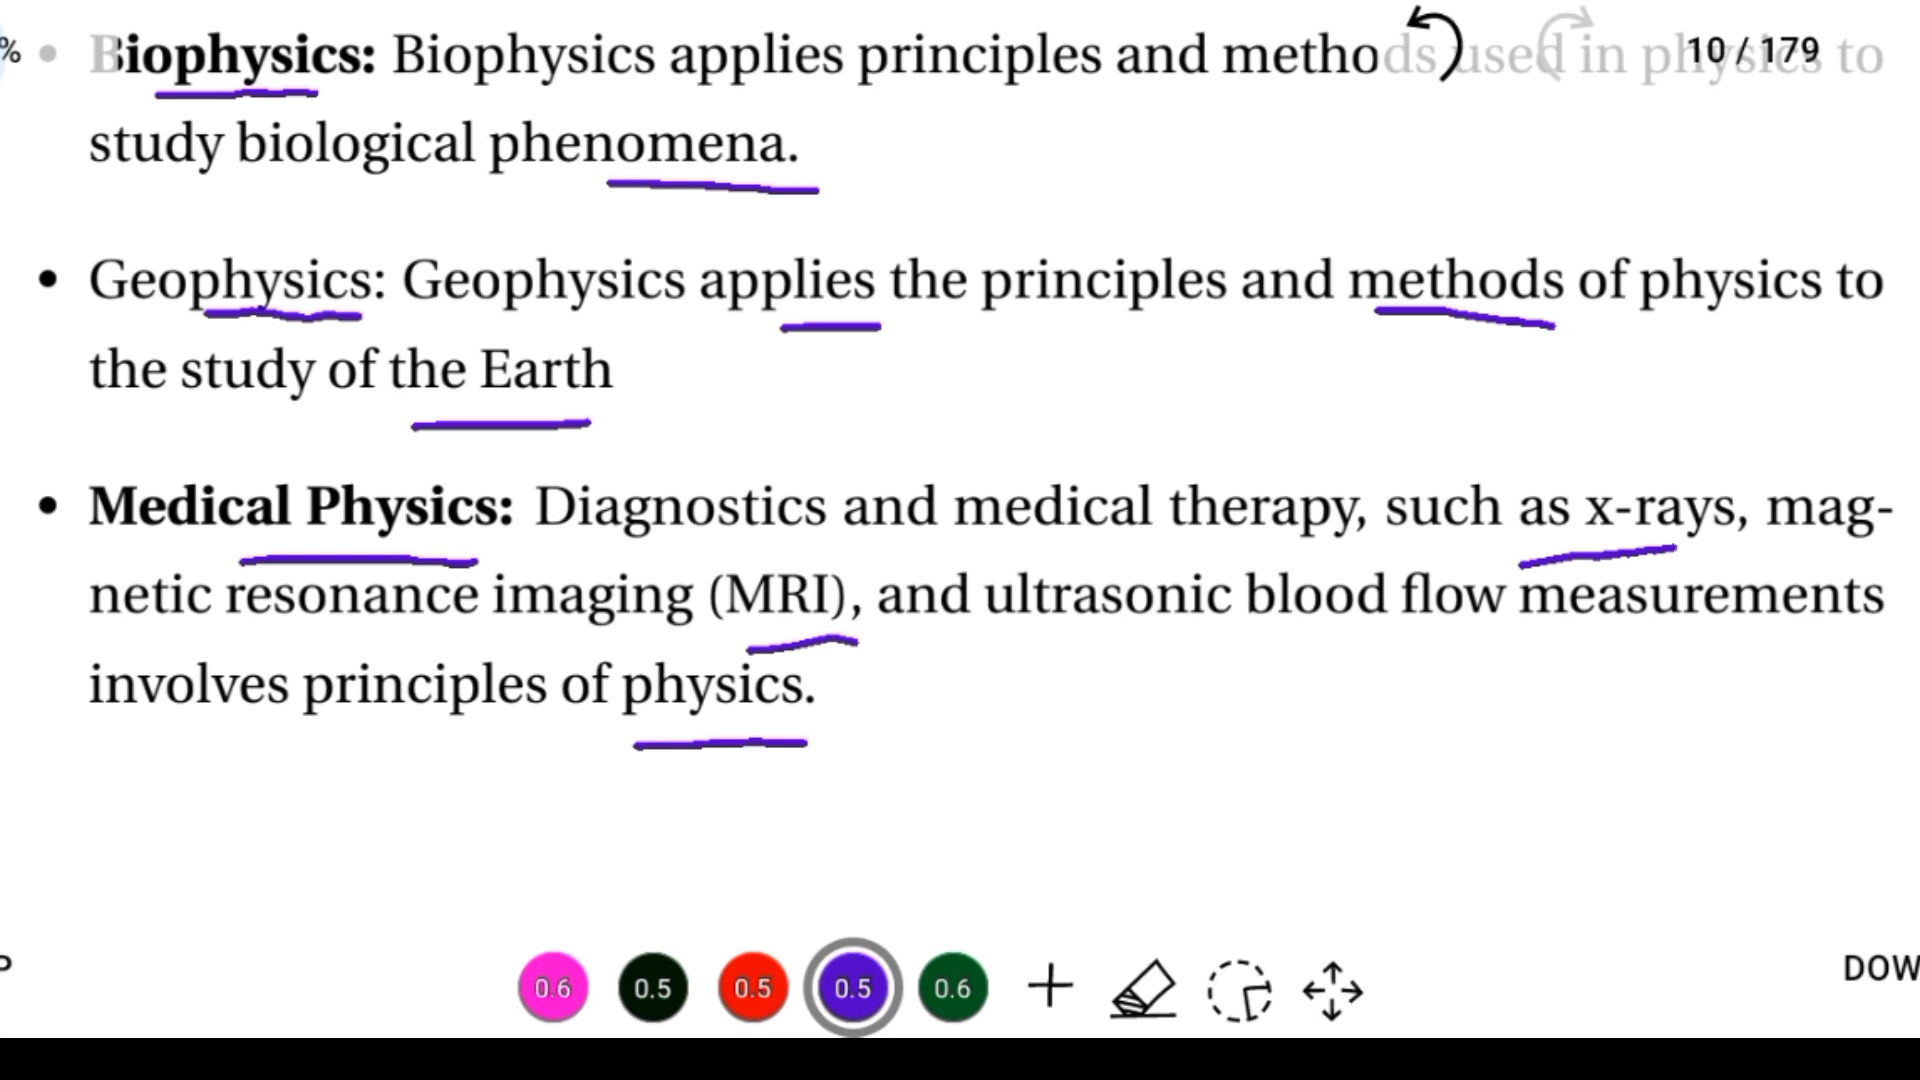 %
10 / 179
• Biophysics: Biophysics applies principles and methods used in physics to
study biological phenomena.
• Geophysics: Geophysics applies the principles and methods of physics to
the study of the Earth
• Medical Physics: Diagnostics and medical therapy, such as x-rays, mag-
netic resonance imaging (MRI), and ultrasonic blood flow measurements
involves principles of physics.
DOW
0.6 0.5 0.5 0.5 0.6